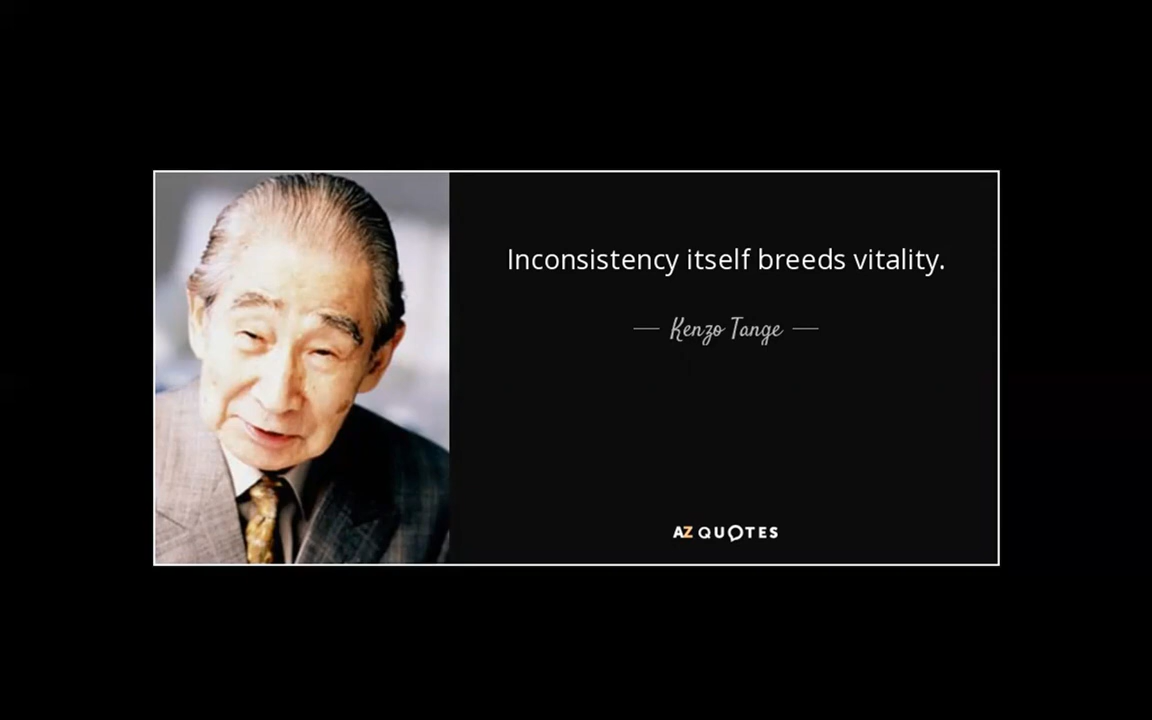 Inconsistency itself breeds vitality.
— Kenzo Tange —
AZ QUOTES